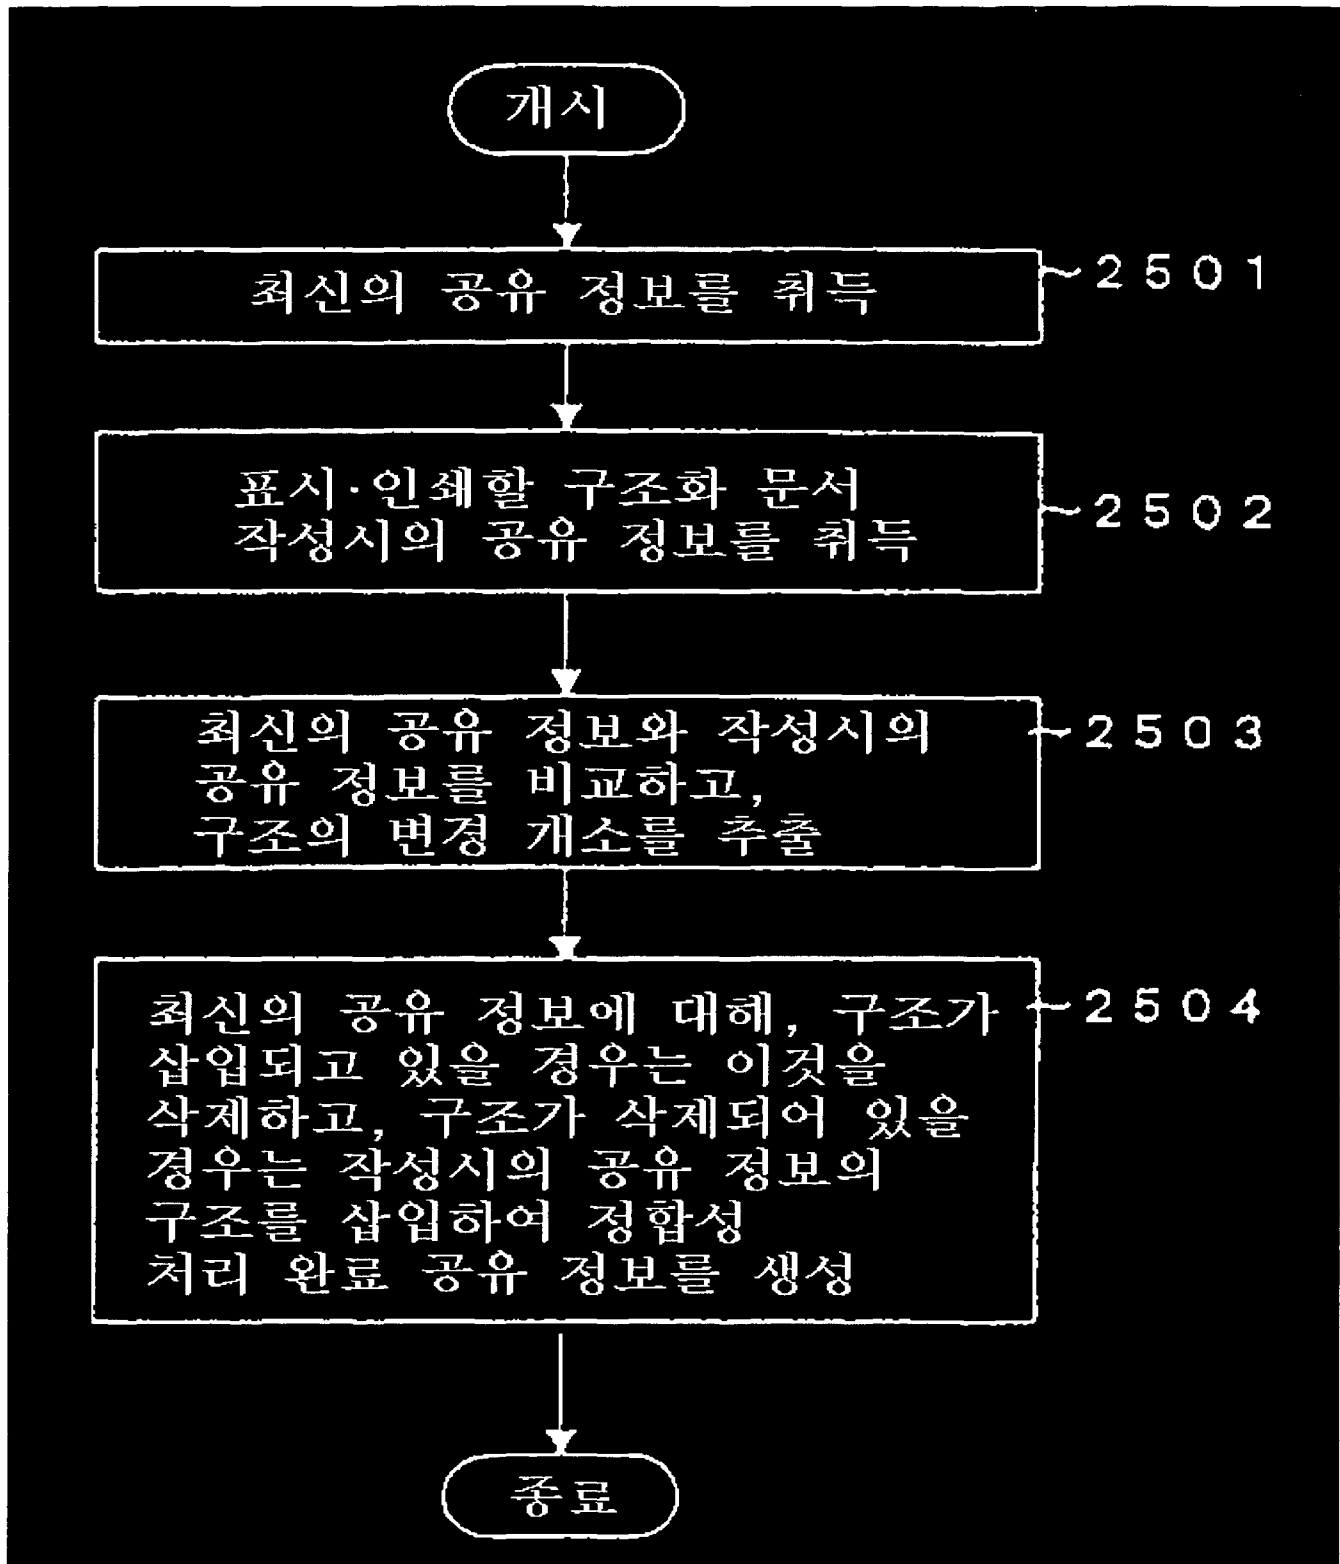 개시
최신의 공유 정보를 취득
2501
표시·인쇄할 구조화 문서
작성시의 공유 정보를 취득
2502
최신의 공유 정보와 작성시의
공유 정보를 비교하고,
구조의 변경 개소를 추출
2503
최신의 공유 정보에 대해, 구조가
삽입되고 있을 경우는 이것을
삭제하고, 구조가 삭제되어 있을
경우는 작성시의 공유 정보의
구조를 삽입하여 정합성
처리 완료 공유 정보를 생성
2504
종료